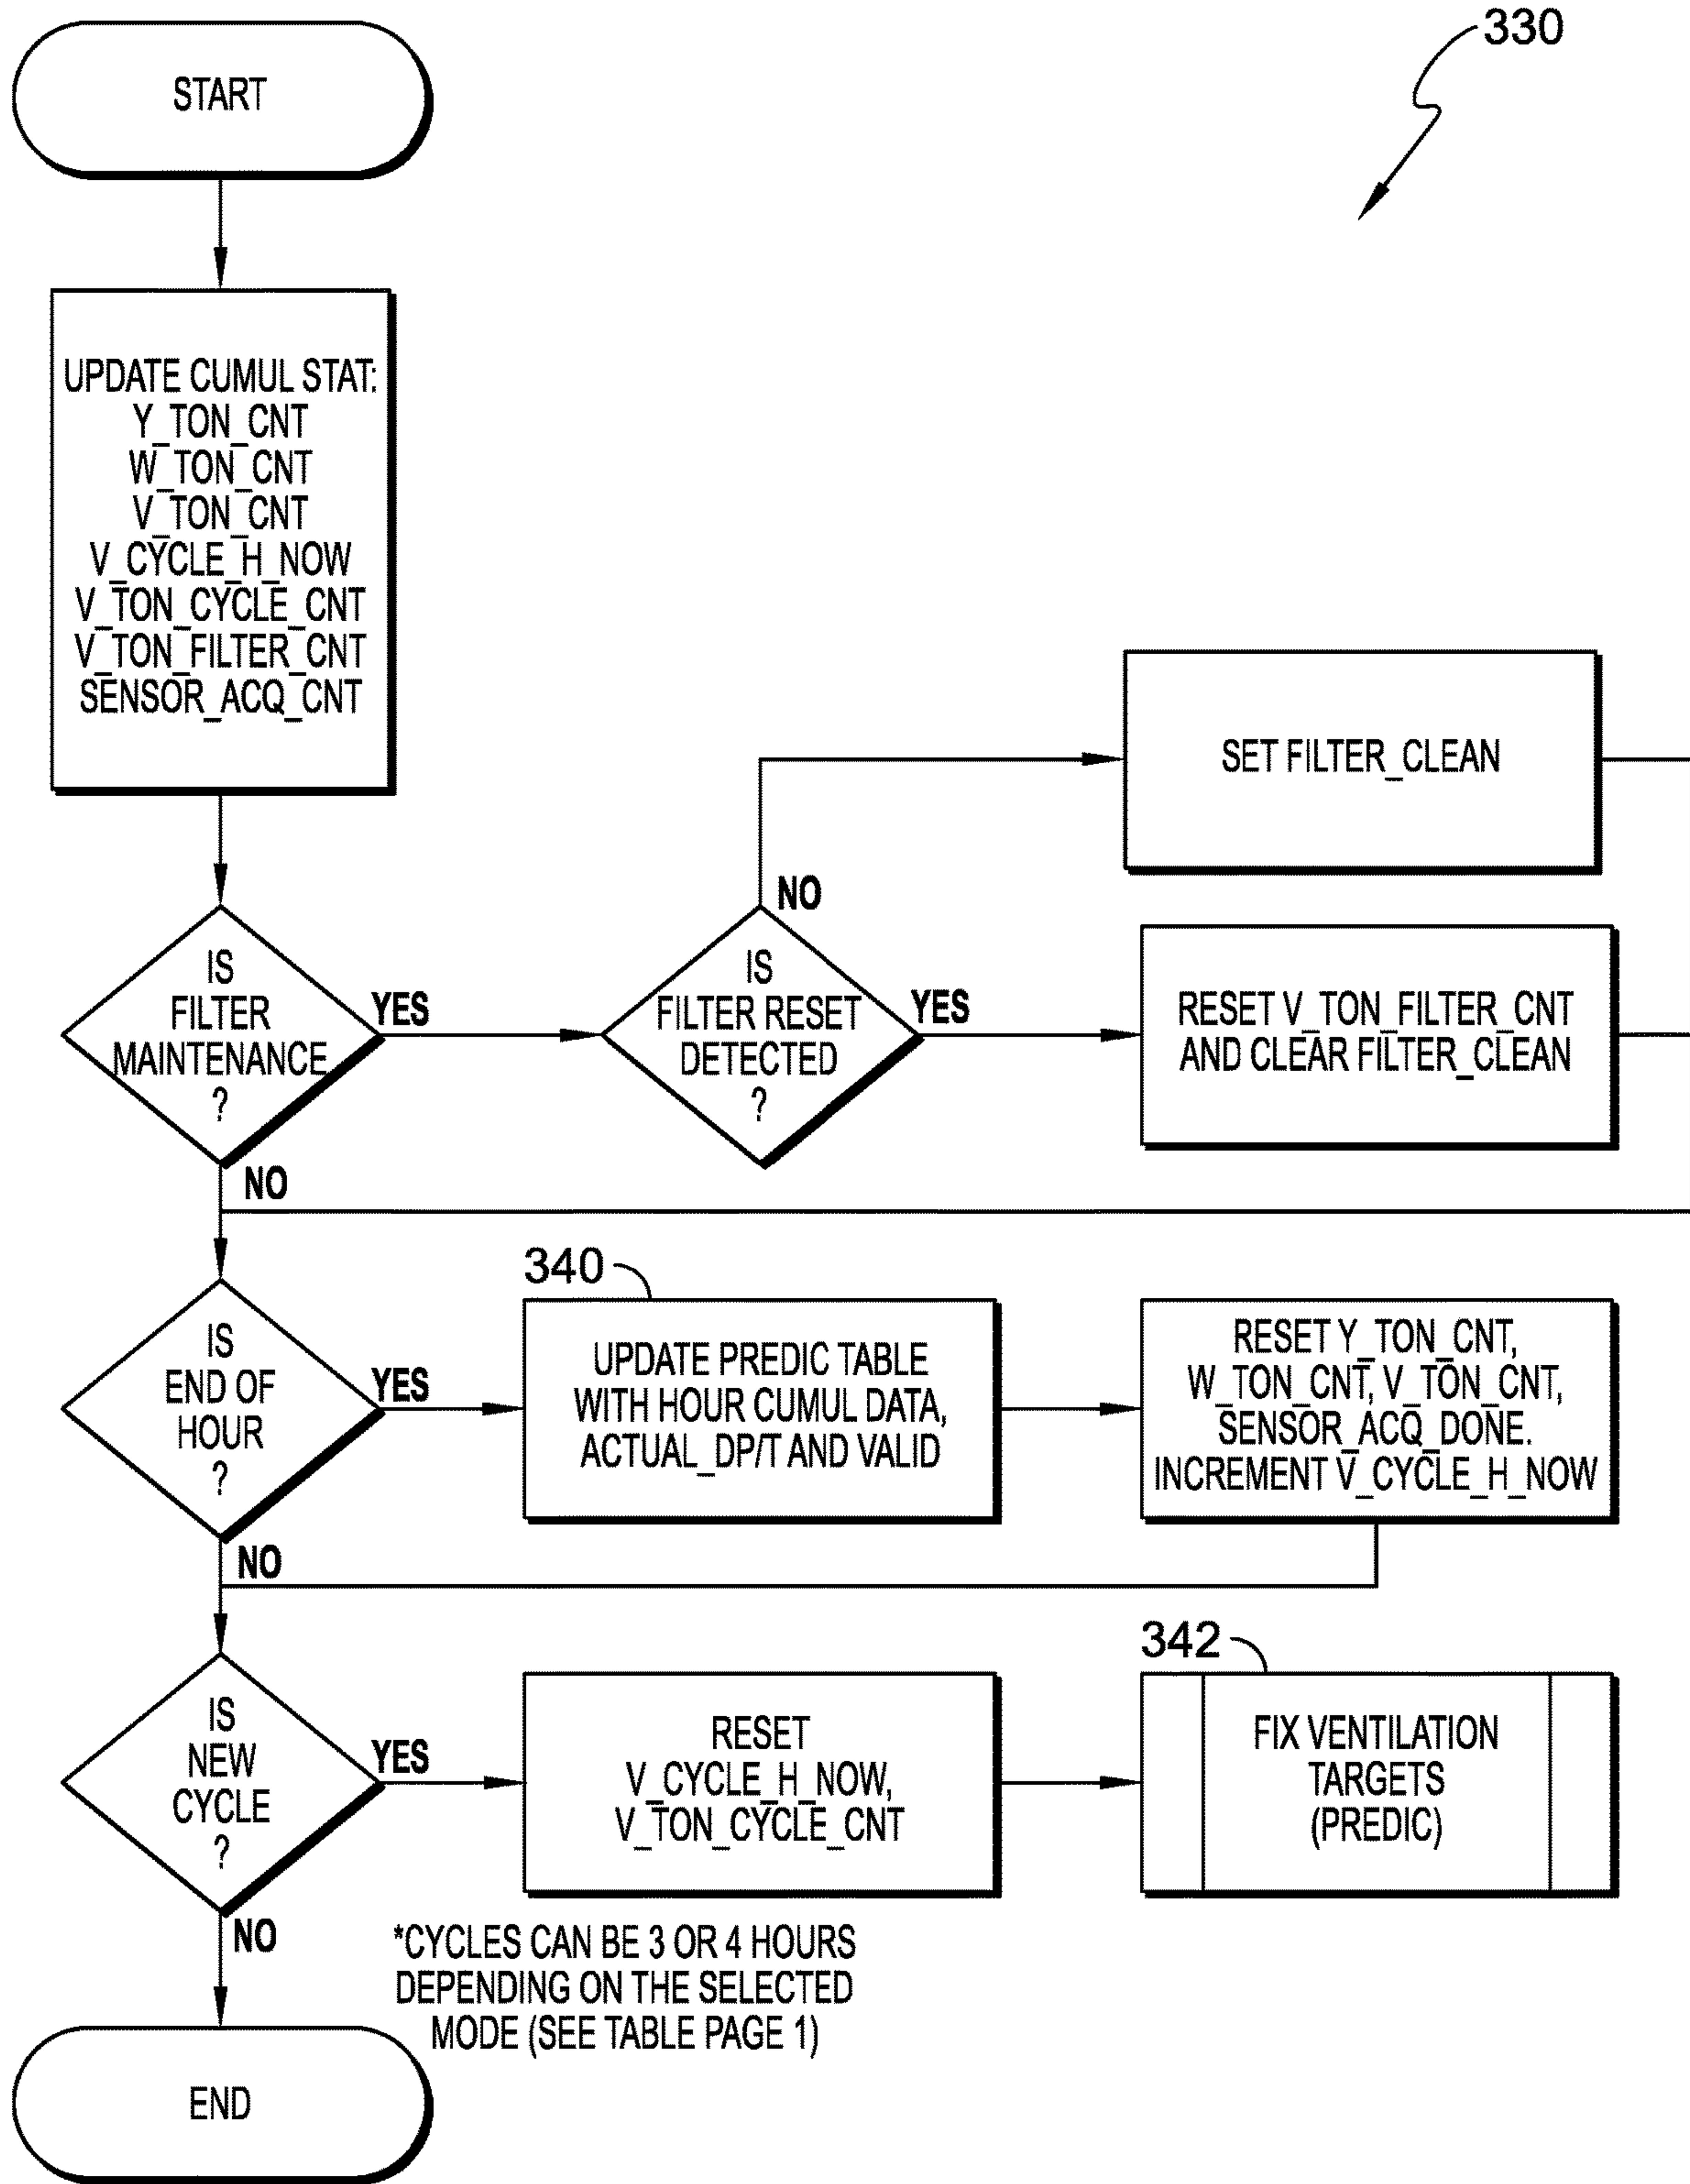 330
START
UPDATE CUMUL STAT:
Y_TON_CNT
W_TON_CNT
V_TON_CNT
V_CYCLE_H_NOW
V_TON_CYCLE_CNT
V_TON_FILTER_CNT
SENSOR_ACQ_CNT
SET FILTER_CLEAN
NO
IS
FILTER
MAINTENANCE
?
YES
IS
FILTER RESET
DETECTED
?
YES
RESET V_TON_FILTER_CNT
AND CLEAR FILTER_CLEAN
NO
340
IS
END OF
HOUR
?
YES
UPDATE PREDIC TABLE
WITH HOUR CUMUL DATA,
ACTUAL_DP/T AND VALID
RESET Y_TON_CNT,
W_TON_CNT, V_TON_CNT,
SENSOR_ACQ_DONE.
INCREMENT V_CYCLE_H_NOW
NO
342
IS
NEW
CYCLE
?
YES
RESET
V_CYCLE_H_NOW,
V_TON_CYCLE_CNT
FIX VENTILATION
TARGETS
(PREDIC)
NO
*CYCLES CAN BE 3 OR 4 HOURS
DEPENDING ON THE SELECTED
MODE (SEE TABLE PAGE 1)
END